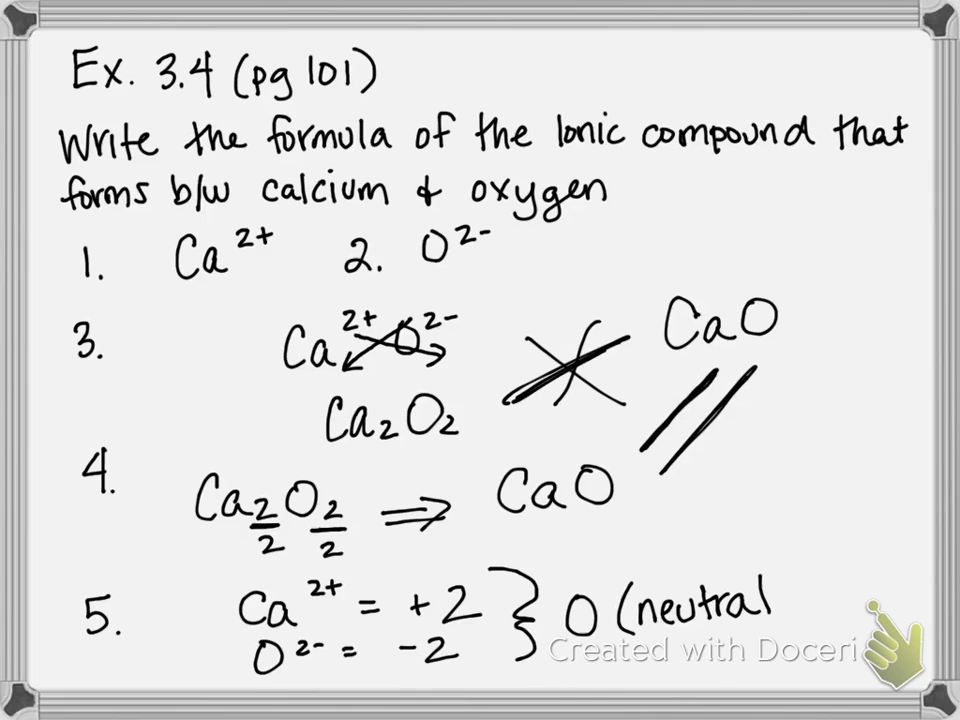 Ex. 3.4 (pg 101)
Write the formula of the Ionic compound that
forms b/w calcium & oxygen
1. Ca²⁺ 2. O²⁻
3. Ca²⁺ O²⁻ CaO
Ca₂O₂
4. Ca₂O₂ ⇒ CaO
2 2
5. Ca²⁺ = +2 } O (neutral
O²⁻ = -2
Created with Doceri